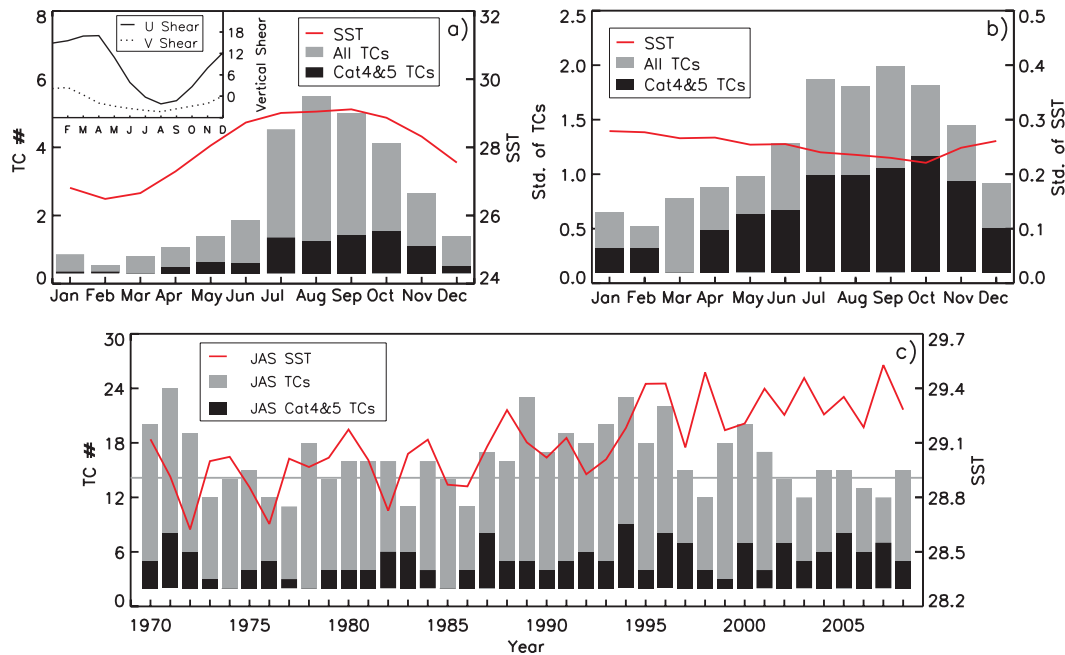 a)
8
6
4
2
0
TC #
32
30
28
26
24
SST
U Shear
V Shear
18
12
6
0
Vertical Shear
F M A M J J A S O N D
SST
All TCs
Cat4&5 TCs
Jan Feb Mar Apr May Jun Jul Aug Sep Oct Nov Dec
b)
2.5
2.0
1.5
1.0
0.5
0.0
Std. of TCs
0.5
0.4
0.3
0.2
0.1
0.0
Std. of SST
SST
All TCs
Cat4&5 TCs
Jan Feb Mar Apr May Jun Jul Aug Sep Oct Nov Dec
c)
30
24
18
12
6
0
TC #
29.7
29.4
29.1
28.8
28.5
28.2
SST
JAS SST
JAS TCs
JAS Cat4&5 TCs
1970 1975 1980 1985 1990 1995 2000 2005
Year